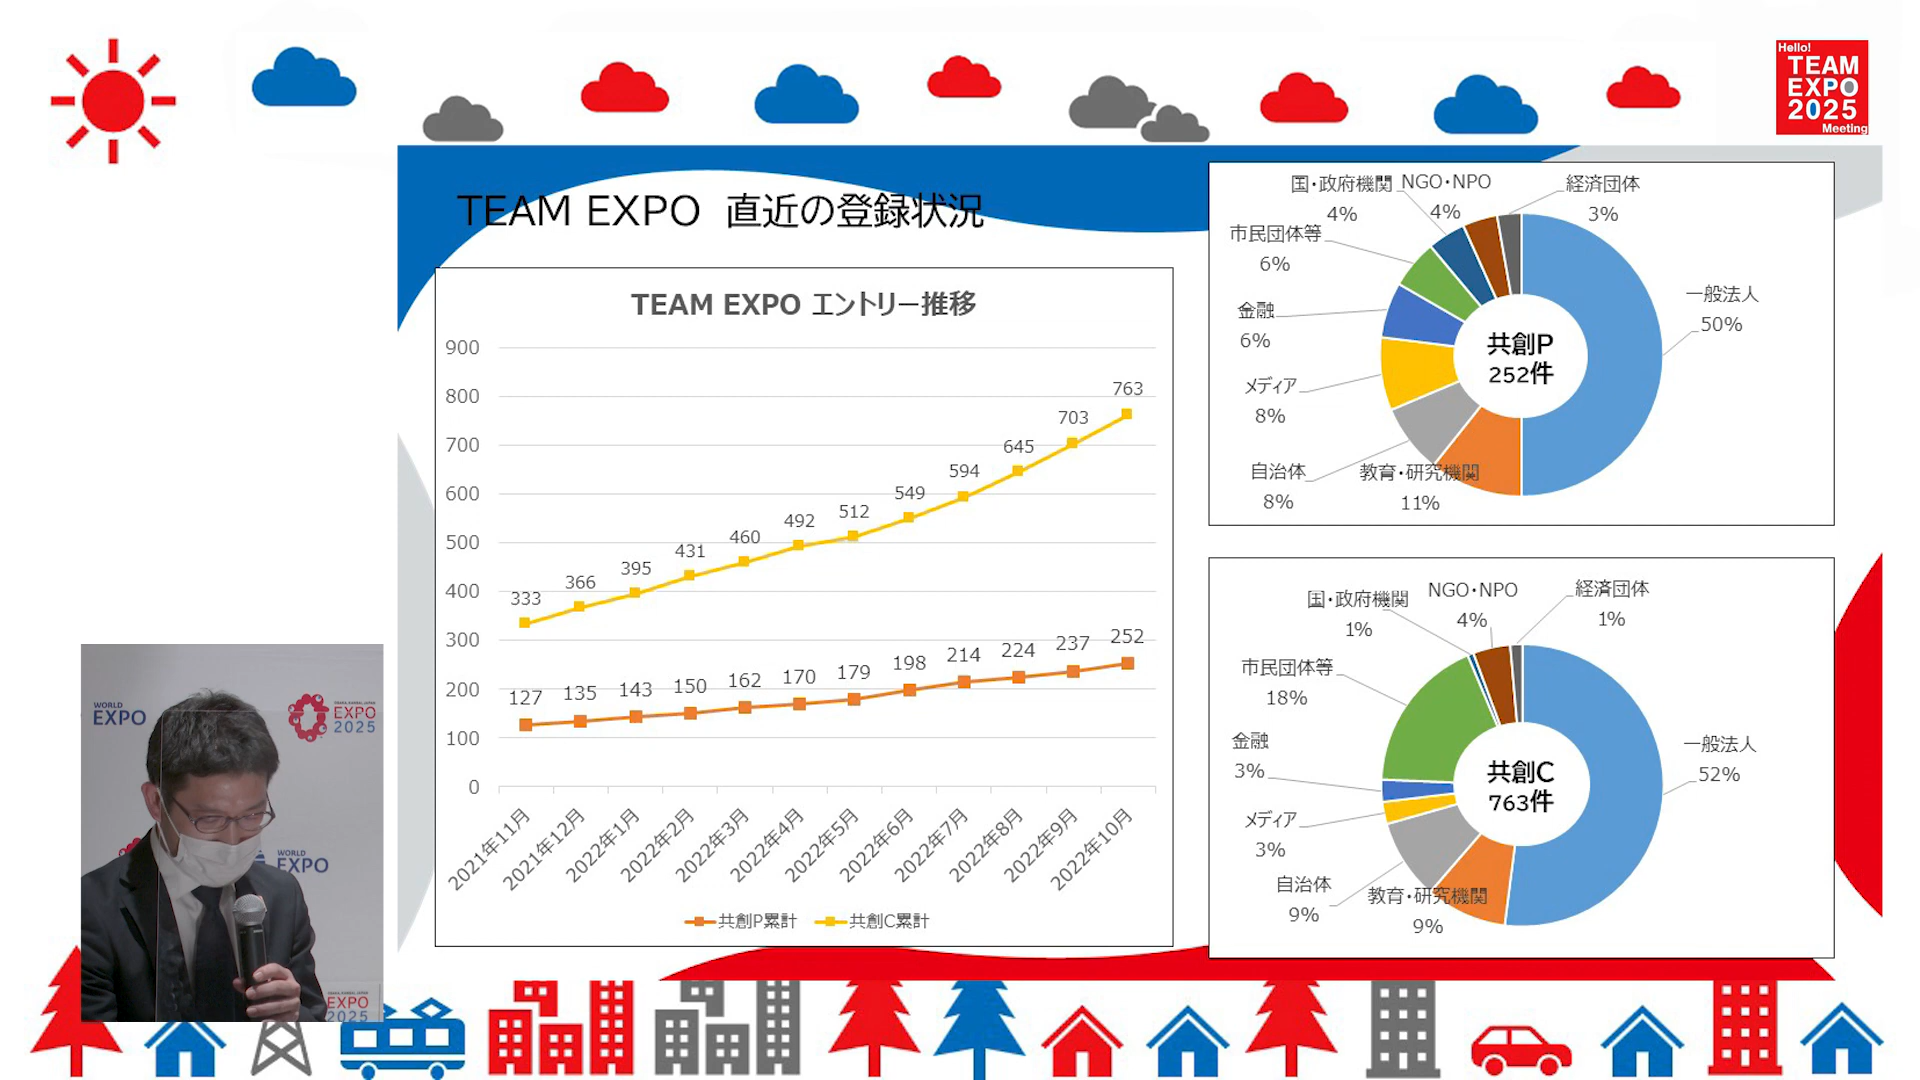 Hello!
TEAM
EXPO
2025
Meeting
TEAM EXPO 直近の登録状況
TEAM EXPO エントリー推移
900
800
700
600
500
400
300
200
100
0
333
366
395
431
460
492
512
549
594
645
703
763
127
135
143
150
162
170
179
198
214
224
237
252
2021年11月
2021年12月
2022年1月
2022年2月
2022年3月
2022年4月
2022年5月
2022年6月
2022年7月
2022年8月
2022年9月
2022年10月
共創P累計
共創C累計
国・政府機関
4%
NGO・NPO
4%
経済団体
3%
市民団体等
6%
一般法人
50%
金融
6%
共創P
252件
メディア
8%
自治体
8%
教育・研究機関
11%
国・政府機関
1%
NGO・NPO
4%
経済団体
1%
市民団体等
18%
金融
3%
一般法人
52%
共創C
763件
メディア
3%
自治体
9%
教育・研究機関
9%
WORLD
EXPO
OSAKA, KANSAI, JAPAN
EXPO
2025
WORLD
EXPO
OSAKA, KANSAI, JAPAN
EXPO
2025